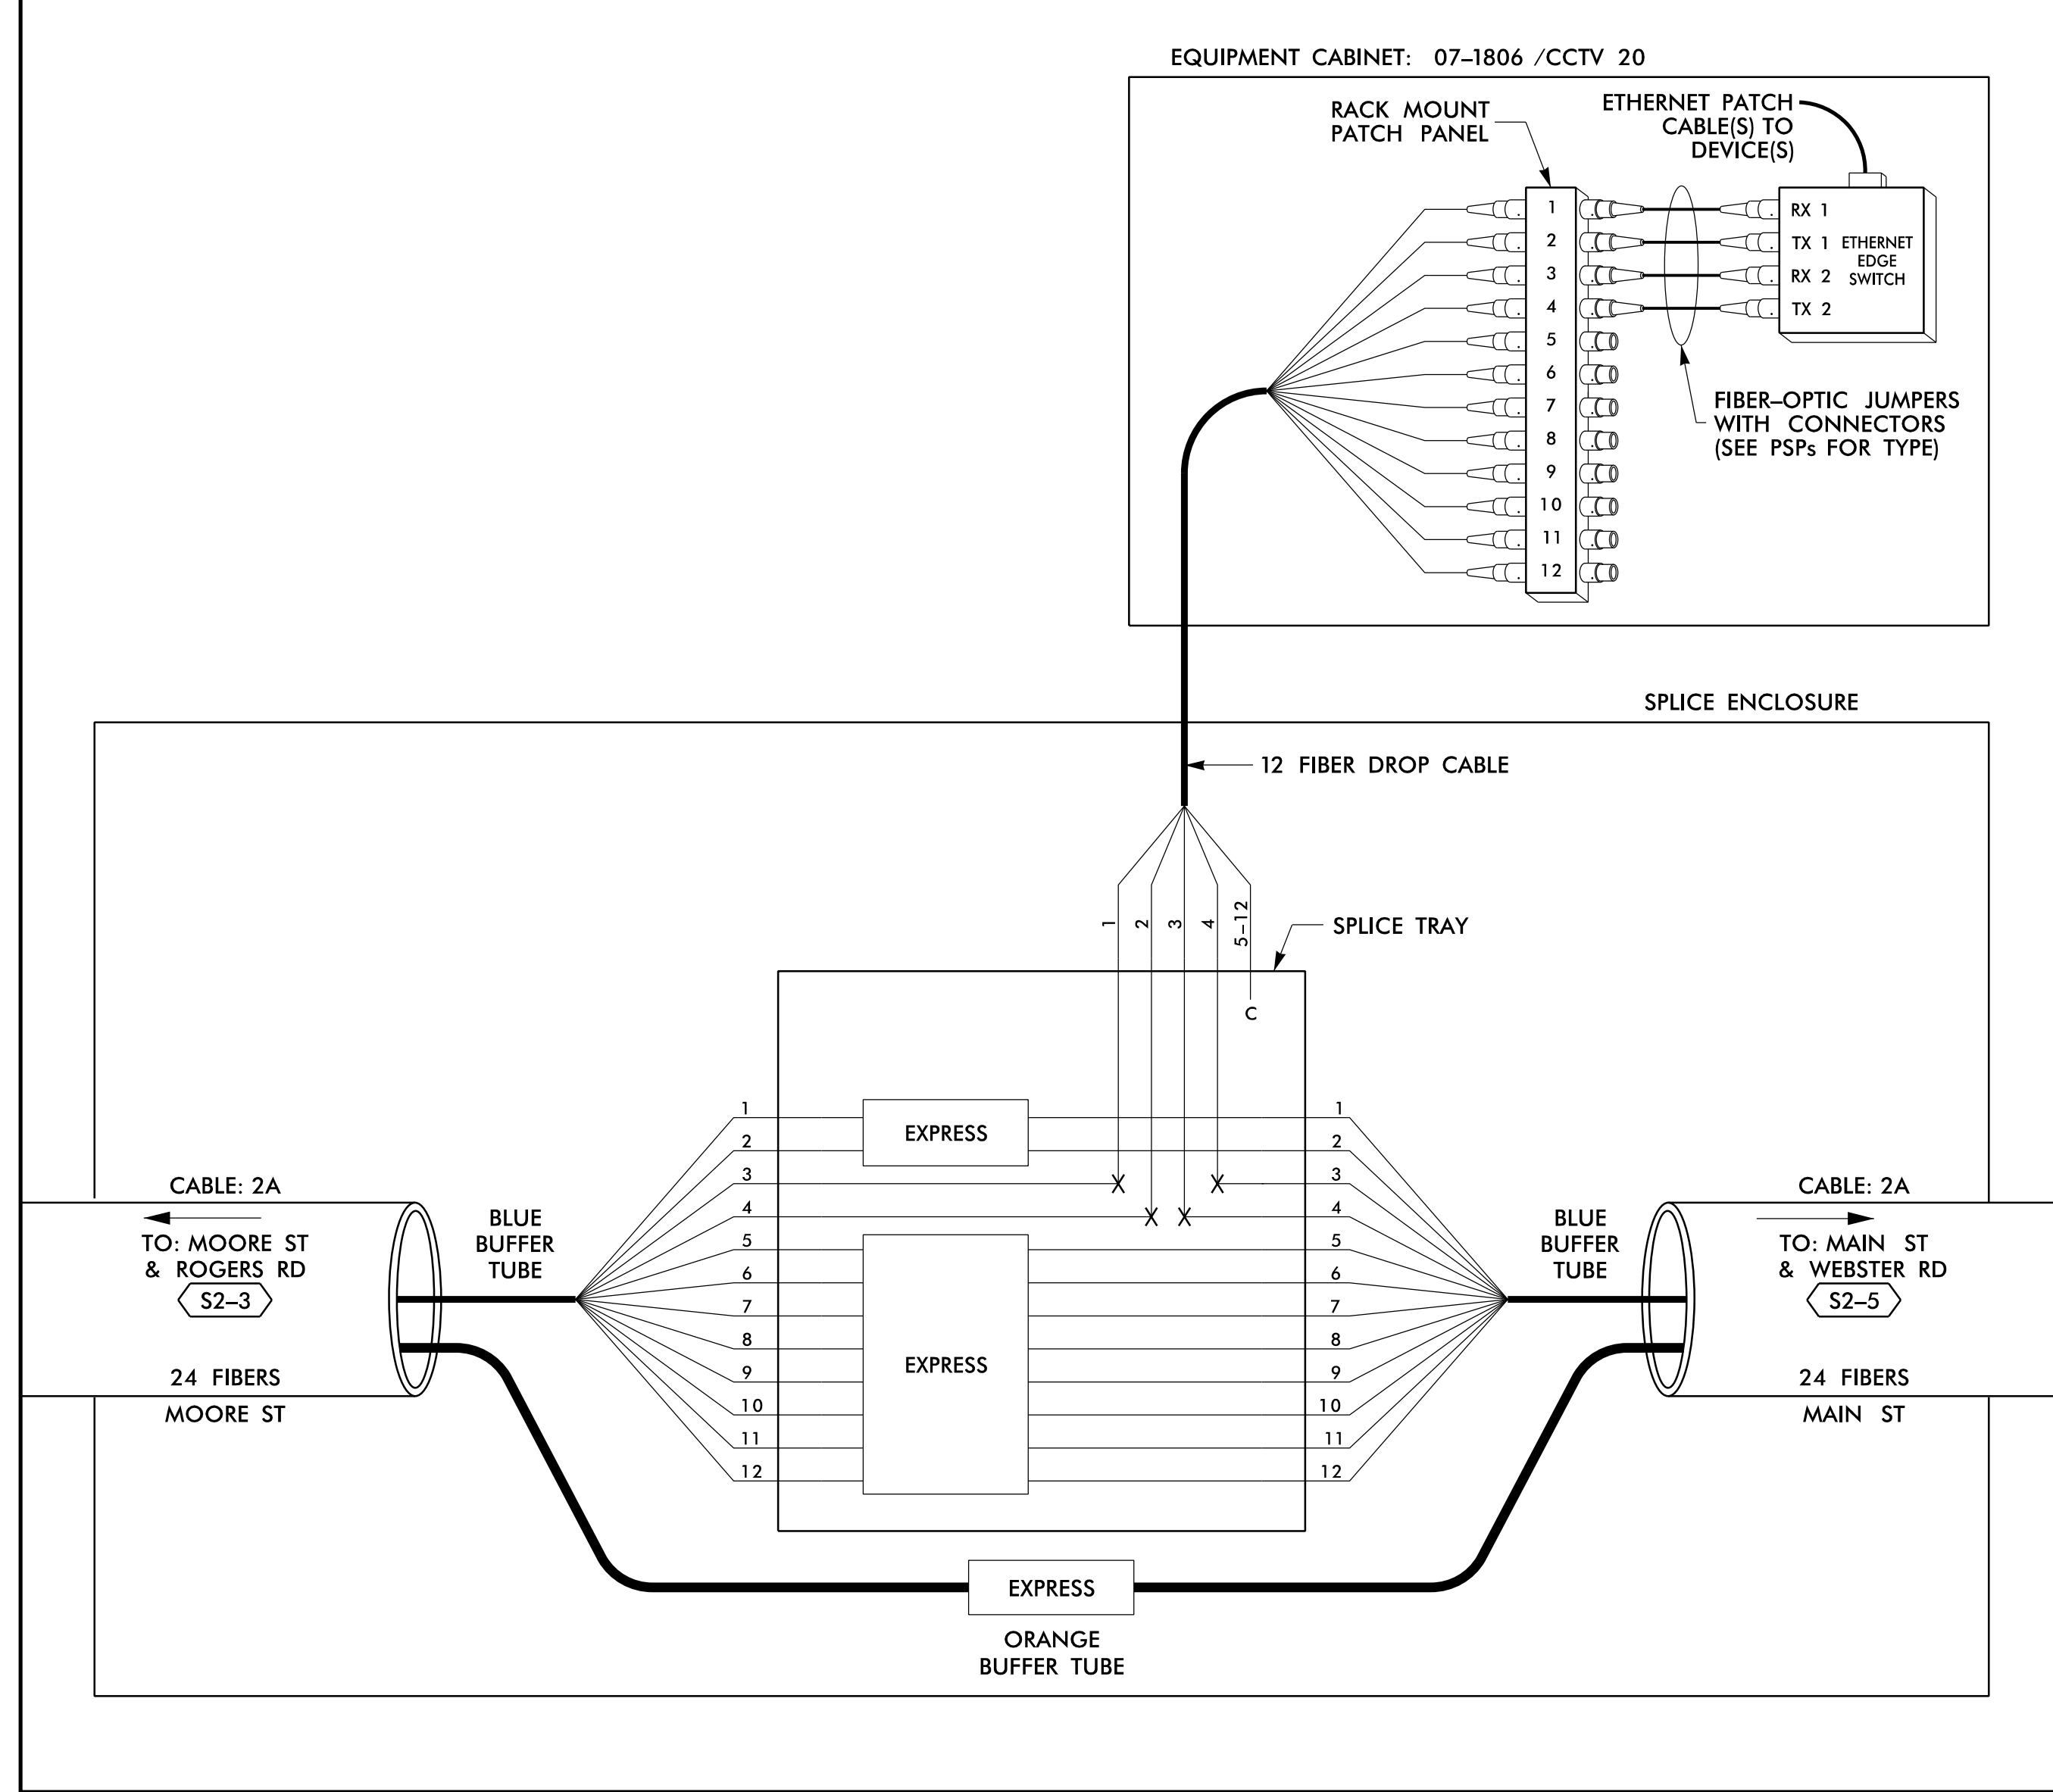 EQUIPMENT CABINET: 07–1806 /CCTV 20
RACK MOUNT
PATCH PANEL
ETHERNET PATCH
CABLE(S) TO
DEVICE(S)
1
2
3
4
5
6
7
8
9
10
11
12
RX 1
TX 1
RX 2
TX 2
ETHERNET
EDGE
SWITCH
FIBER–OPTIC JUMPERS
WITH CONNECTORS
(SEE PSPs FOR TYPE)
SPLICE ENCLOSURE
12 FIBER DROP CABLE
1
2
3
4
5–12
SPLICE TRAY
C
1
2
3
4
5
6
7
8
9
10
11
12
EXPRESS
EXPRESS
1
2
3
4
5
6
7
8
9
10
11
12
CABLE: 2A
TO: MOORE ST
& ROGERS RD
S2–3
24 FIBERS
MOORE ST
BLUE
BUFFER
TUBE
BLUE
BUFFER
TUBE
CABLE: 2A
TO: MAIN ST
& WEBSTER RD
S2–5
24 FIBERS
MAIN ST
EXPRESS
ORANGE
BUFFER TUBE